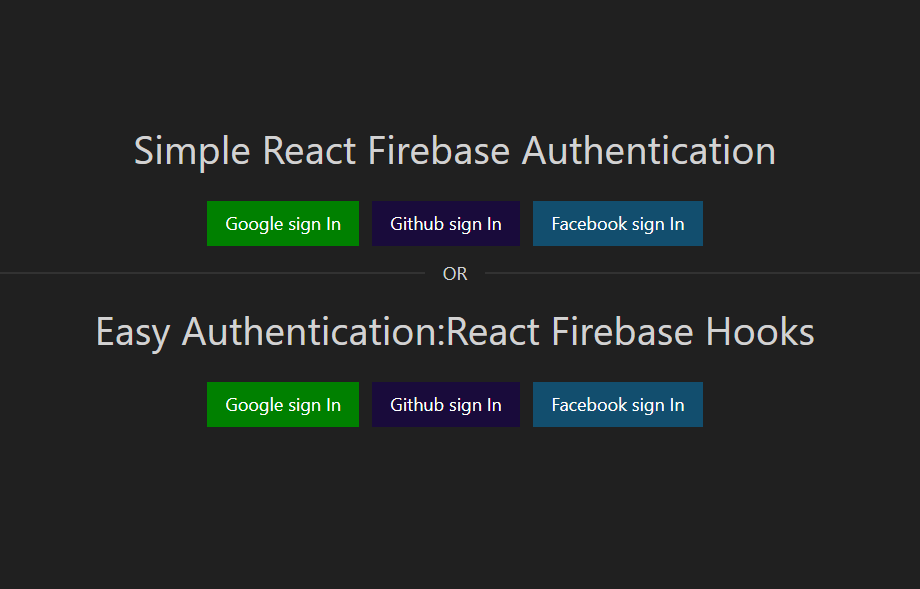 Simple React Firebase Authentication
Google sign In Github sign In Facebook sign In
OR
Easy Authentication:React Firebase Hooks
Google sign In Github sign In Facebook sign In